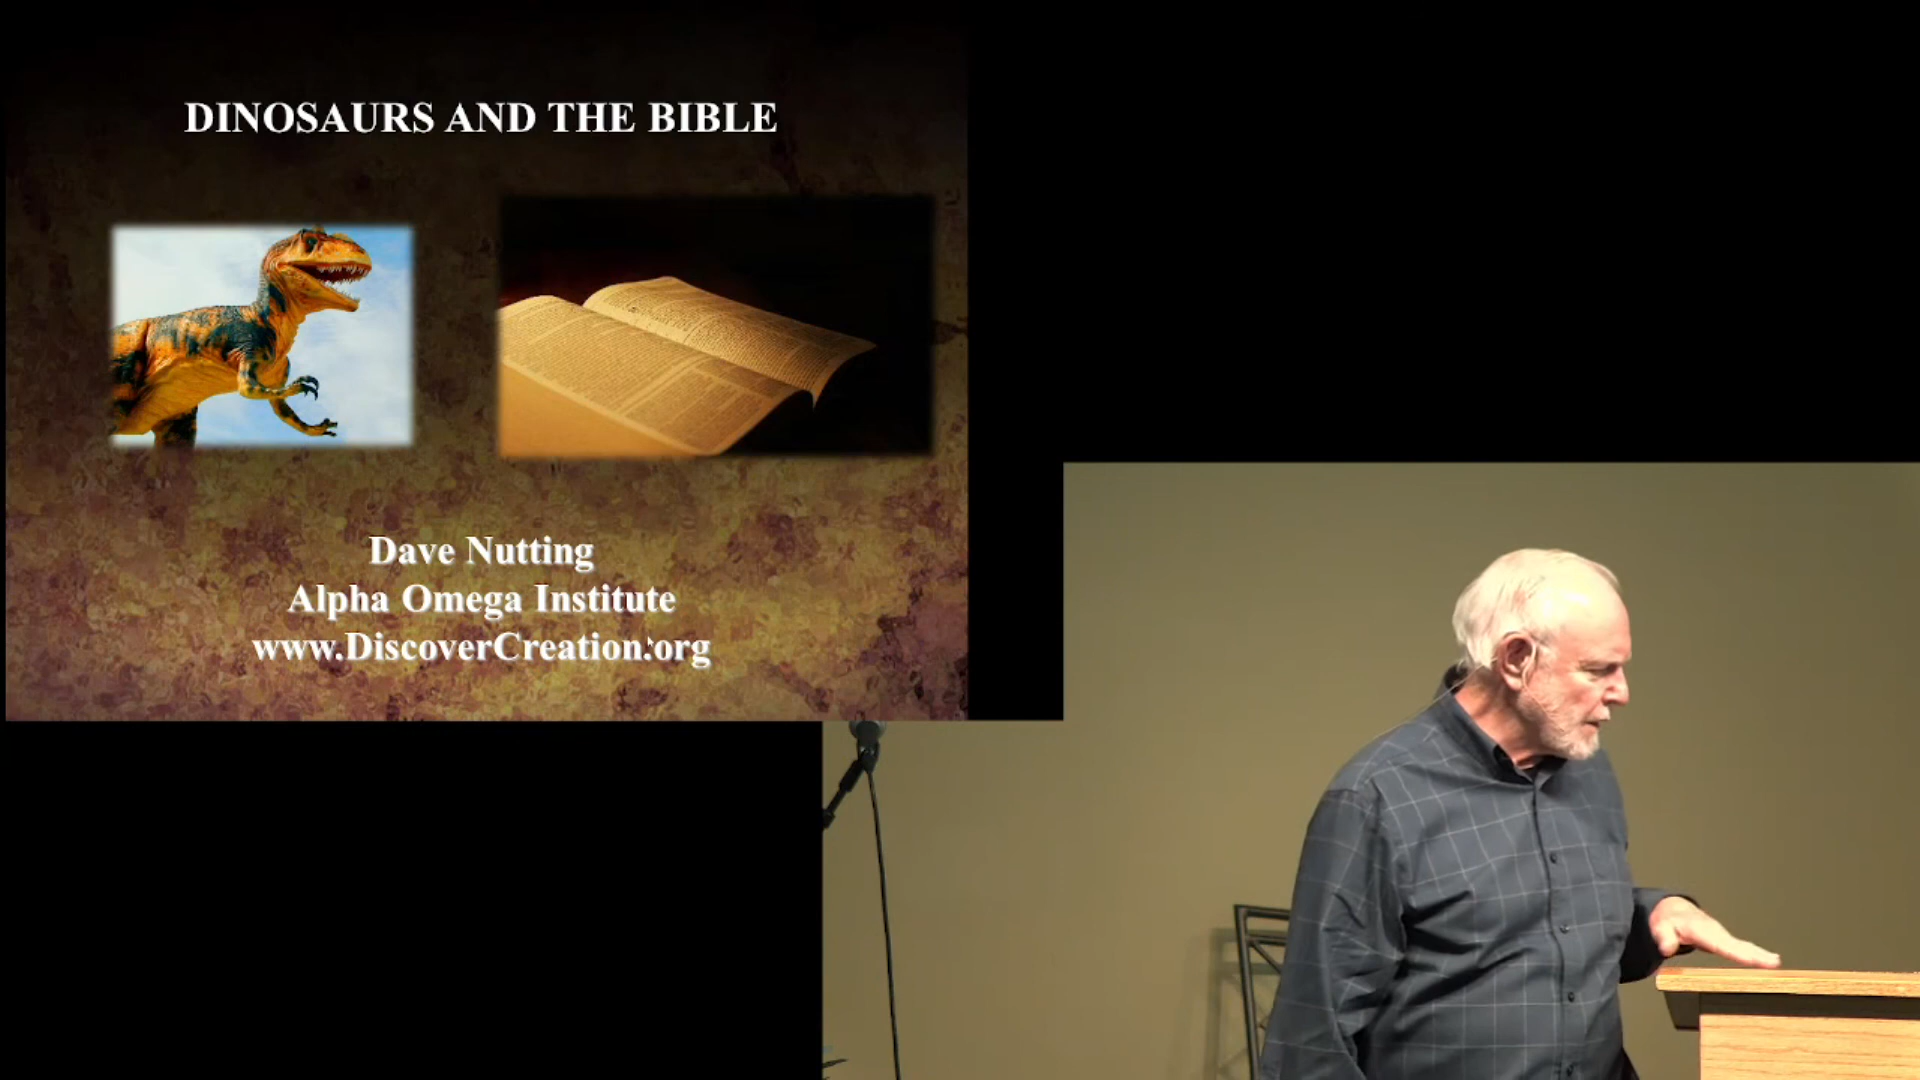 DINOSAURS AND THE BIBLE
Dave Nutting
Alpha Omega Institute
www.DiscoverCreation.org